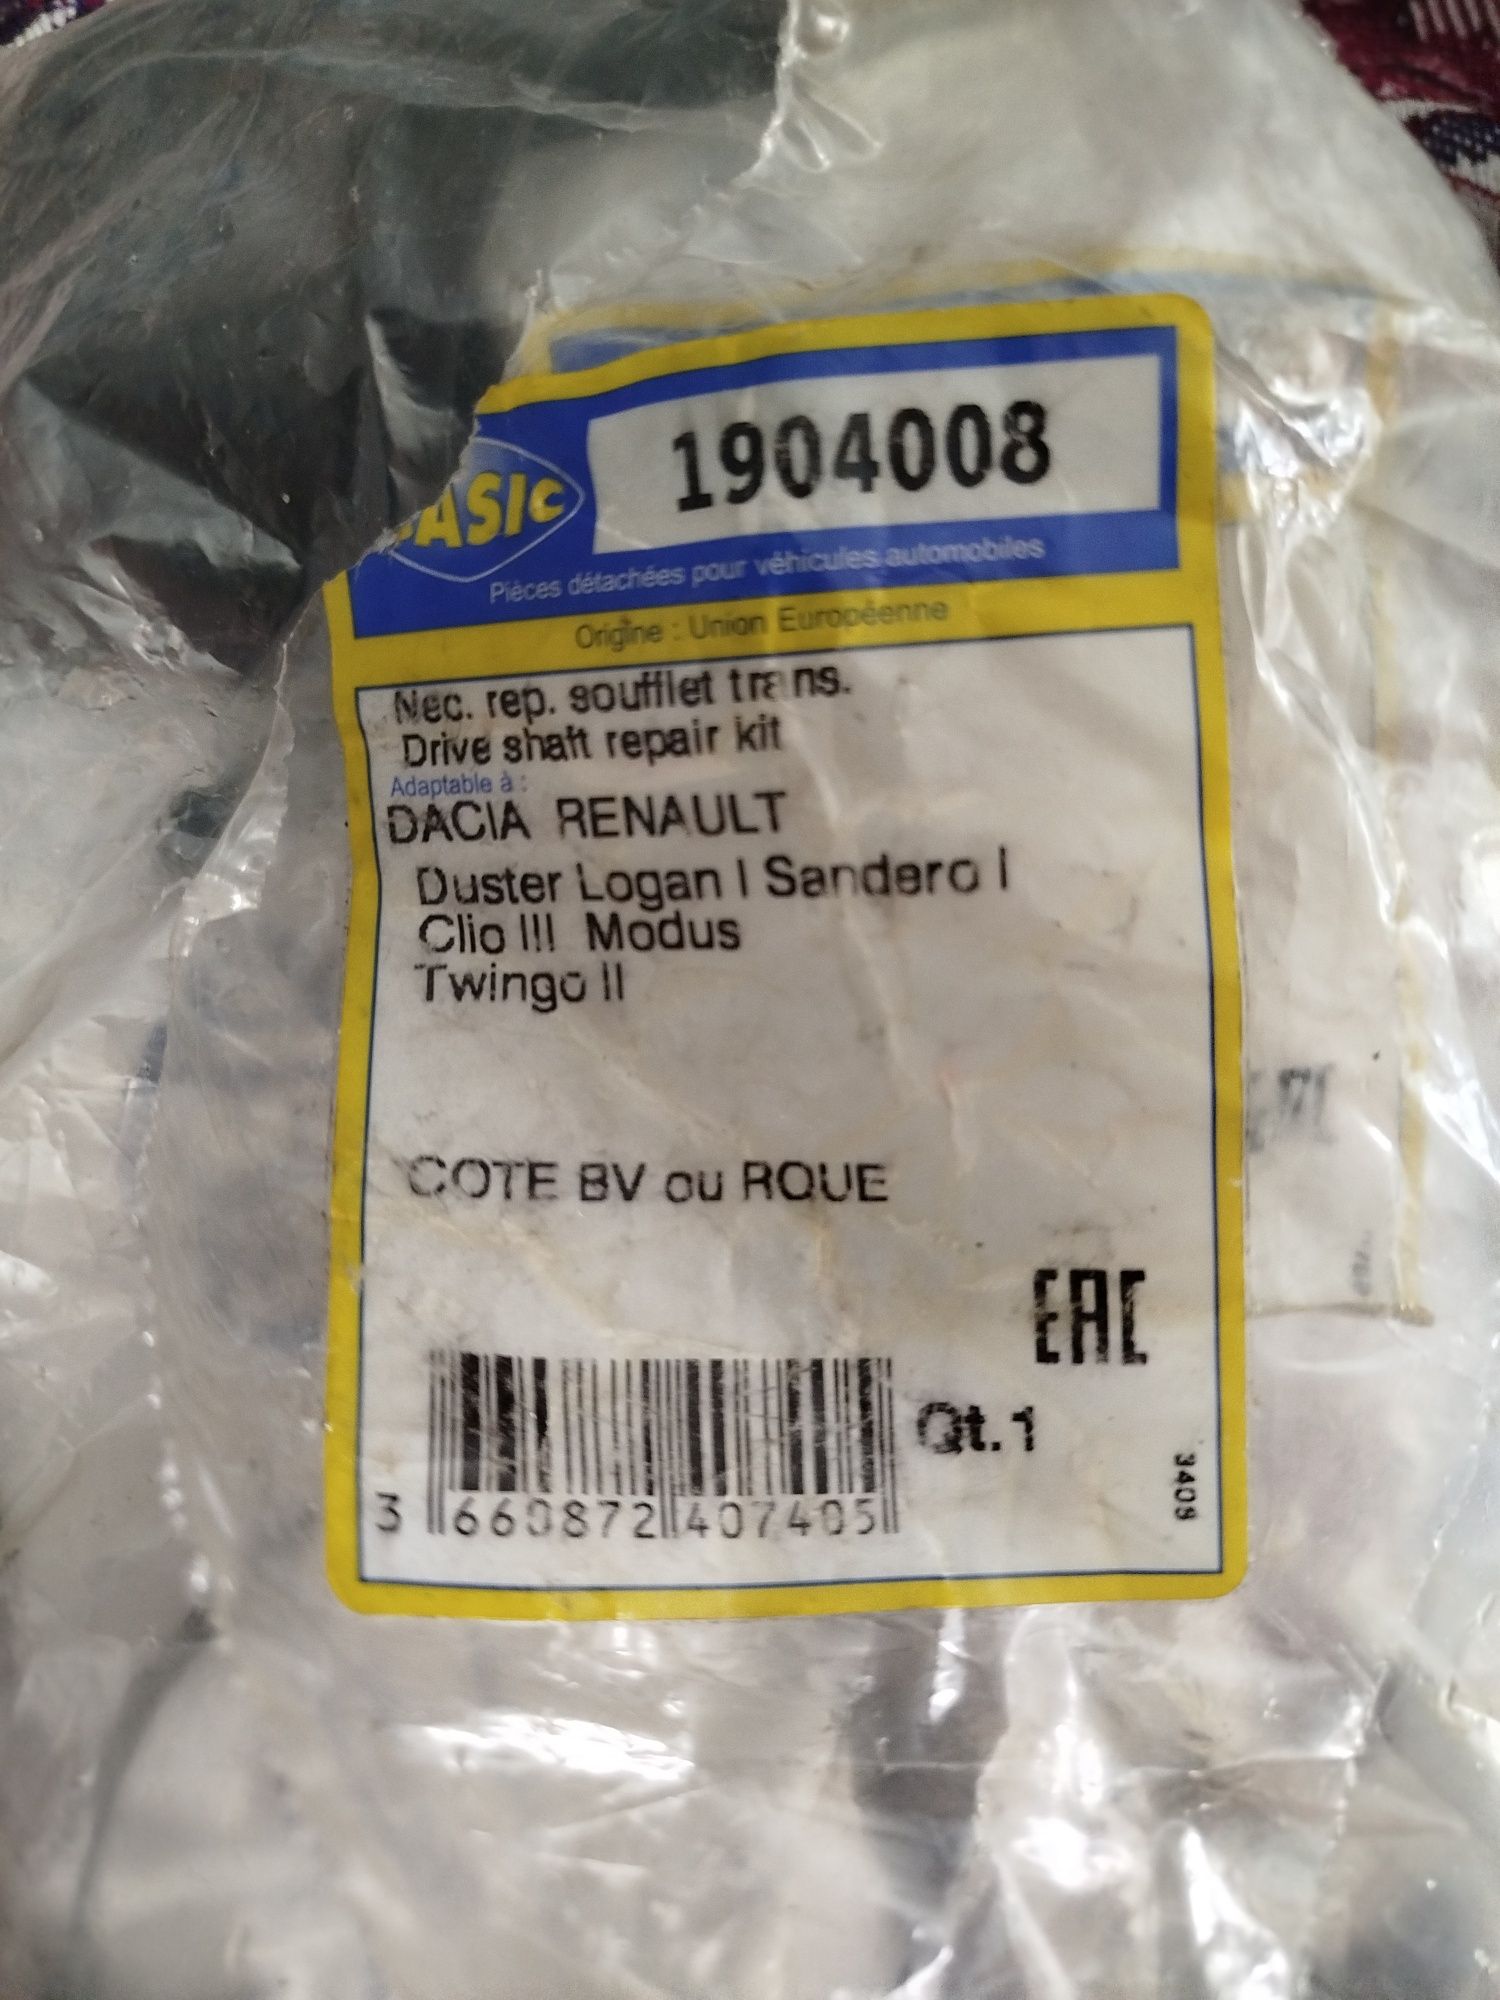 1904008
ASIC
Pièces détachées pour véhicules automobiles
Origine : Union Européenne
Nec. rep. soufflet trans.
Drive shaft repair kit
Adaptable à :
DACIA RENAULT
Duster Logan I Sandero I
Clio III Modus
Twingo II
COTE BV ou ROUE
EAC
Qt.1
3409
3 660872 407405